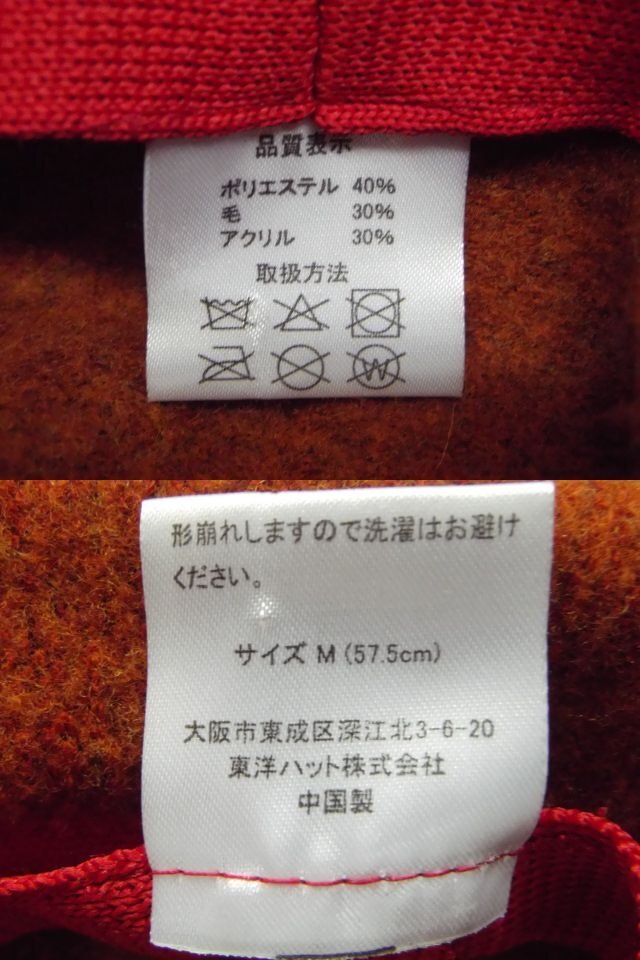 品質表示
ポリエステル 40%
毛 30%
アクリル 30%
取扱方法
W
形崩れしますので洗濯はお避け
ください。
サイズ M (57.5cm)
大阪市東成区深江北3-6-20
東洋ハット株式会社
中国製